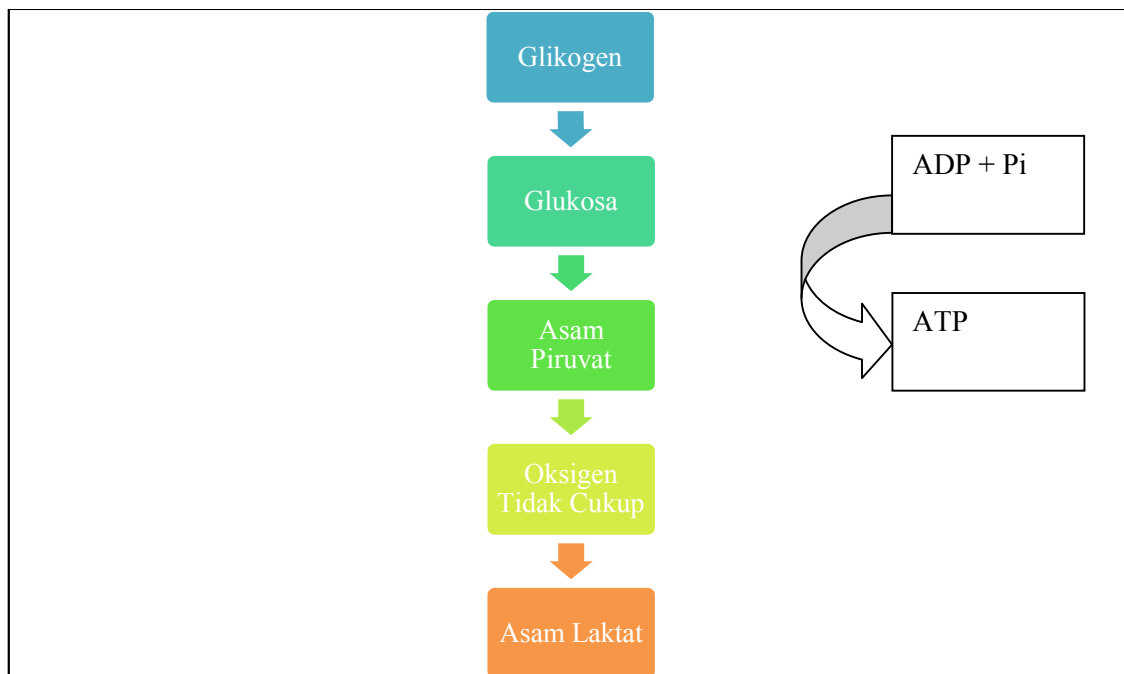 Glikogen
Glukosa
Asam
Piruvat
Oksigen
Tidak Cukup
Asam Laktat
ADP + Pi
ATP